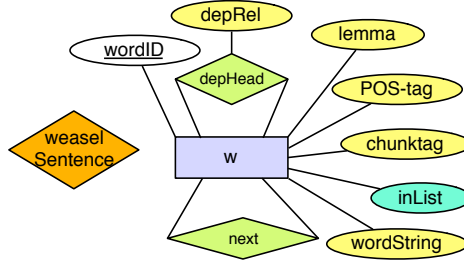 depRel
lemma
wordID
depHead
POS-tag
weasel
Sentence
w
chunktag
inList
next
wordString